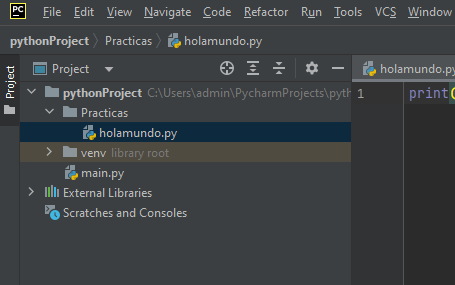 PC File Edit View Navigate Code Refactor Run Tools VCS Window
pythonProject Practicas holamundo.py
Project Project holamundo.py
pythonProject C:\Users\admin\PycharmProjects\pyth 1 print(
Practicas
holamundo.py
venv library root
main.py
External Libraries
Scratches and Consoles